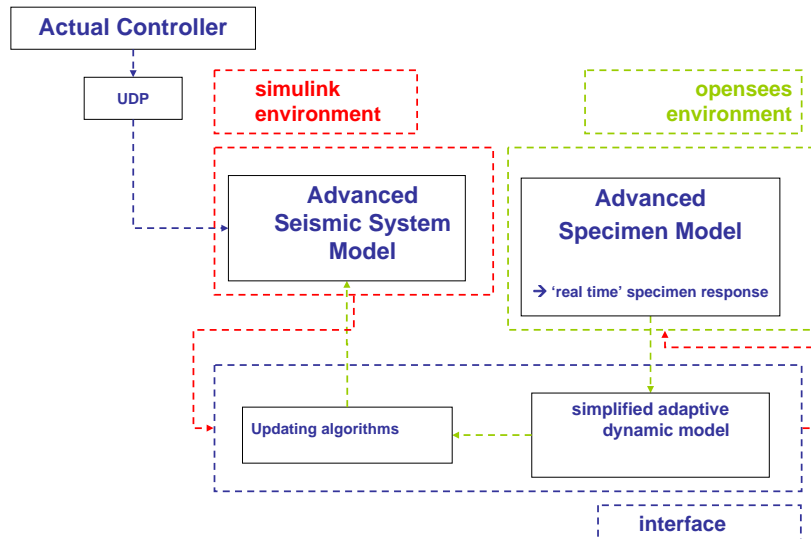 Actual Controller
UDP
simulink
environment
opensees
environment
Advanced
Seismic System
Model
Advanced
Specimen Model
→ ‘real time’ specimen response
Updating algorithms
simplified adaptive
dynamic model
interface